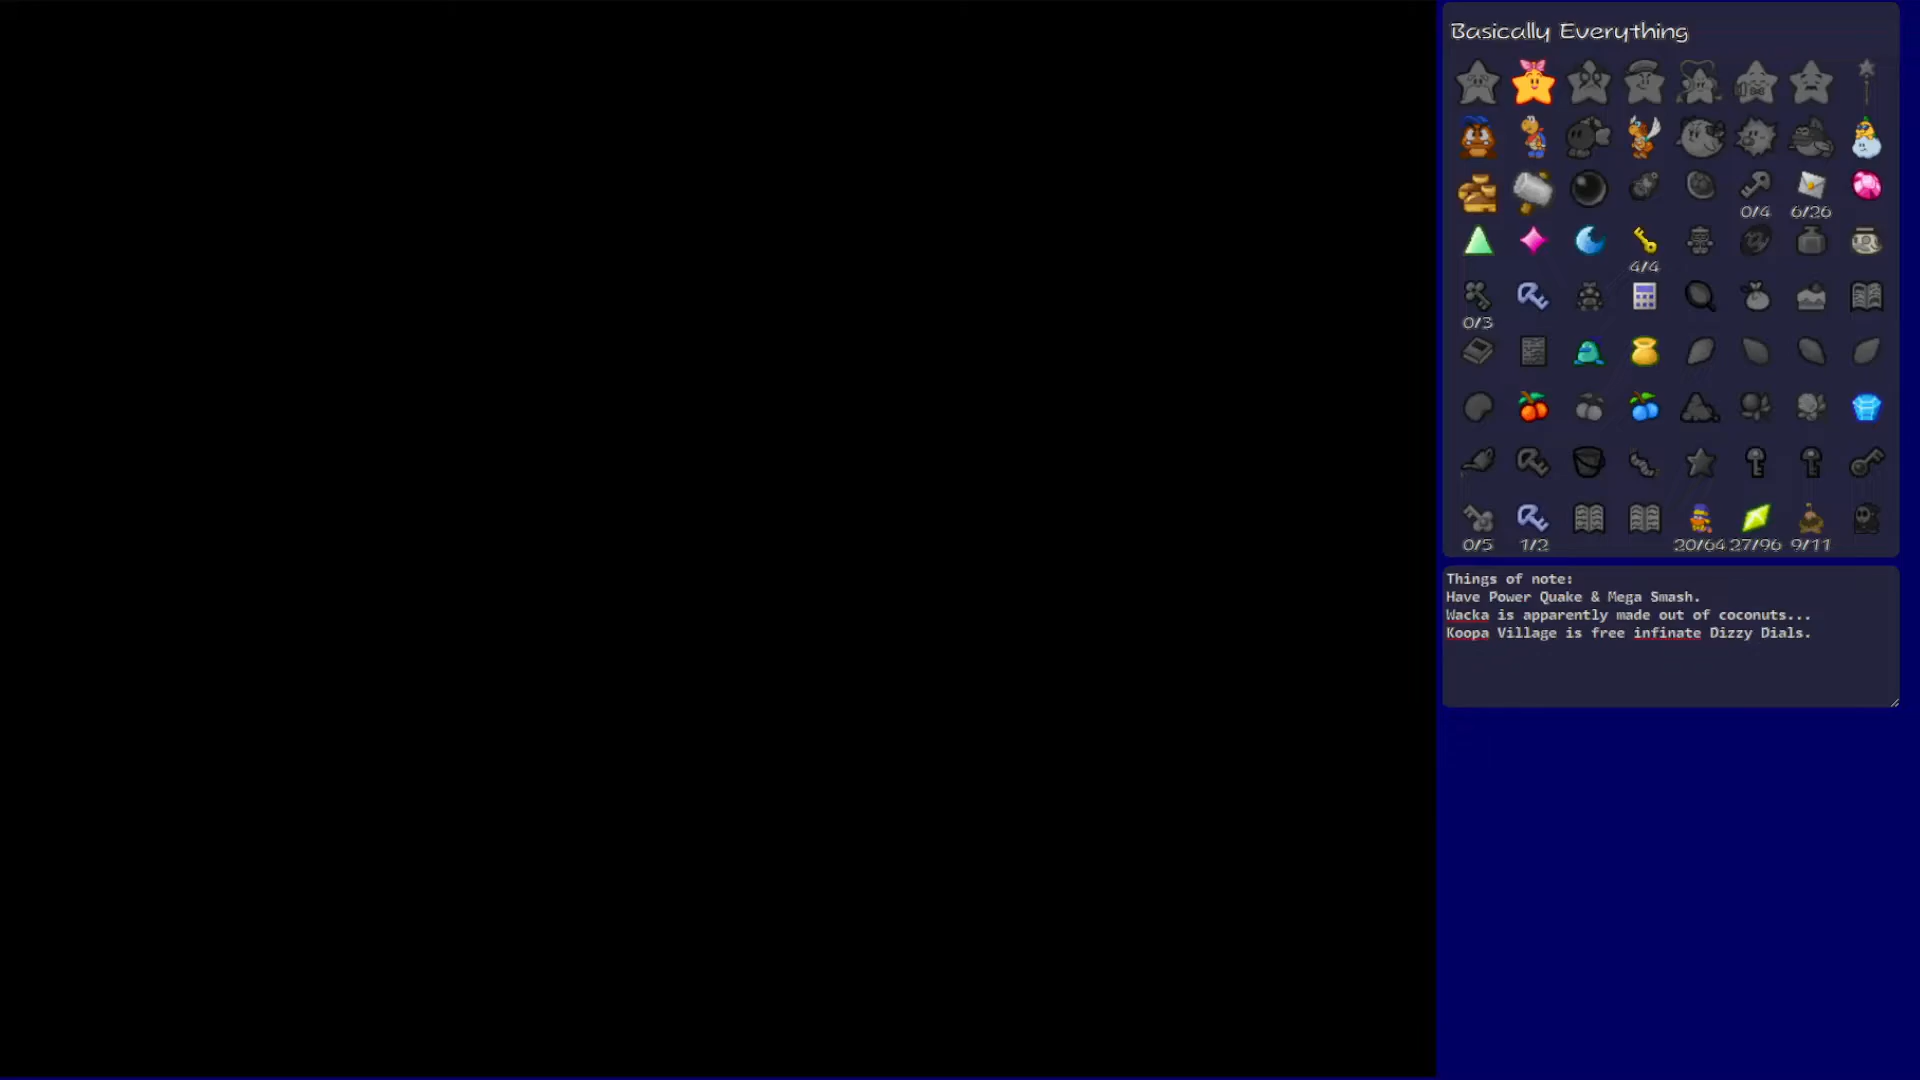 Basically Everything
0/4 6/26
4/4
0/3
0/5 1/2 20/64 27/96 9/11
Things of note:
Have Power Quake & Mega Smash.
Wacka is apparently made out of coconuts...
Koopa Village is free infinate Dizzy Dials.